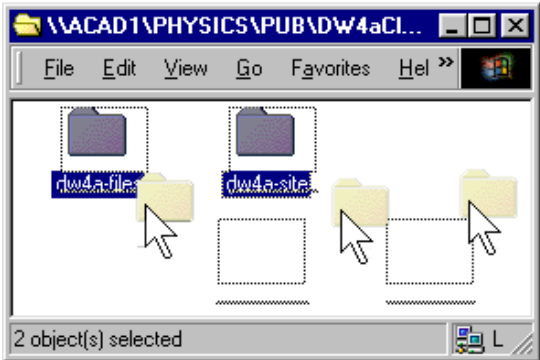 \\ACAD1\PHYSICS\PUB\DW4aCl...
File Edit View Go Favorites Hel »
dw4a-files dw4a-site
2 object(s) selected L